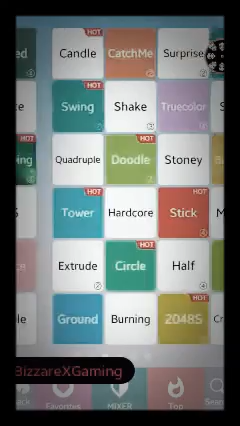 HOT
Candle CatchMe Surprise
HOT
Swing Shake Truecolor
HOT
Quadruple Doodle Stoney
HOT HOT
Tower Hardcore Stick
HOT
Extrude Circle Half
HOT
Ground Burning 2048S
BizzareXGaming
Favorites MIXER Top